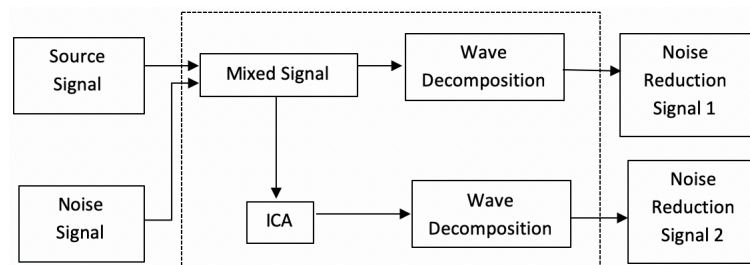 Source
Signal
Mixed Signal
Wave
Decomposition
Noise
Reduction
Signal 1
Noise
Signal
ICA
Wave
Decomposition
Noise
Reduction
Signal 2